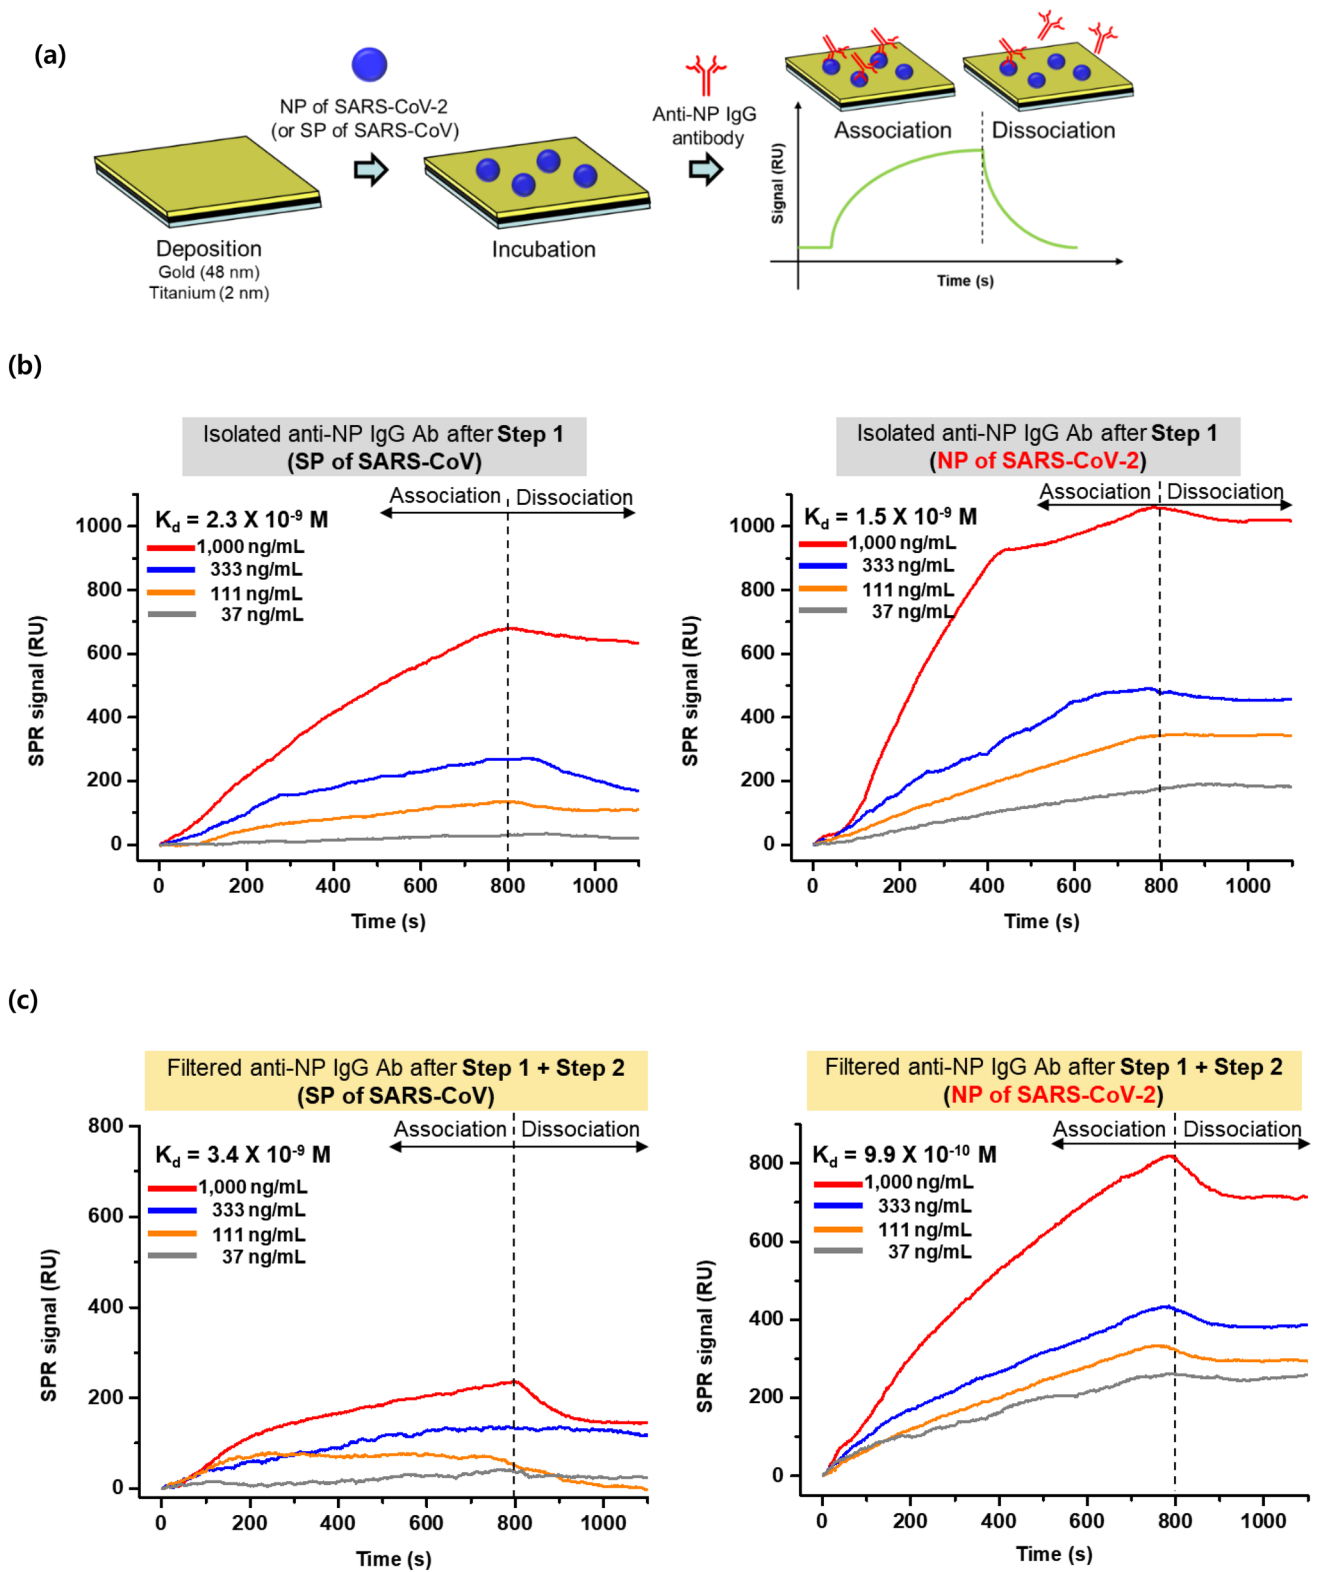 (a)
NP of SARS-CoV-2
(or SP of SARS-CoV)
Anti-NP IgG
antibody
Deposition
Gold (48 nm)
Titanium (2 nm)
Incubation
Association
Dissociation
Signal (RU)
Time (s)
(b)
Isolated anti-NP IgG Ab after Step 1
(SP of SARS-CoV)
Association
Dissociation
Kd = 2.3 X 10-9 M
1,000 ng/mL
333 ng/mL
111 ng/mL
37 ng/mL
SPR signal (RU)
1000
800
600
400
200
0
0 200 400 600 800 1000
Time (s)
Isolated anti-NP IgG Ab after Step 1
(NP of SARS-CoV-2)
Association
Dissociation
Kd = 1.5 X 10-9 M
1,000 ng/mL
333 ng/mL
111 ng/mL
37 ng/mL
SPR signal (RU)
1000
800
600
400
200
0
0 200 400 600 800 1000
Time (s)
(c)
Filtered anti-NP IgG Ab after Step 1 + Step 2
(SP of SARS-CoV)
Association
Dissociation
Kd = 3.4 X 10-9 M
1,000 ng/mL
333 ng/mL
111 ng/mL
37 ng/mL
SPR signal (RU)
800
600
400
200
0
0 200 400 600 800 1000
Time (s)
Filtered anti-NP IgG Ab after Step 1 + Step 2
(NP of SARS-CoV-2)
Association
Dissociation
Kd = 9.9 X 10-10 M
1,000 ng/mL
333 ng/mL
111 ng/mL
37 ng/mL
SPR signal (RU)
800
600
400
200
0
0 200 400 600 800 1000
Time (s)